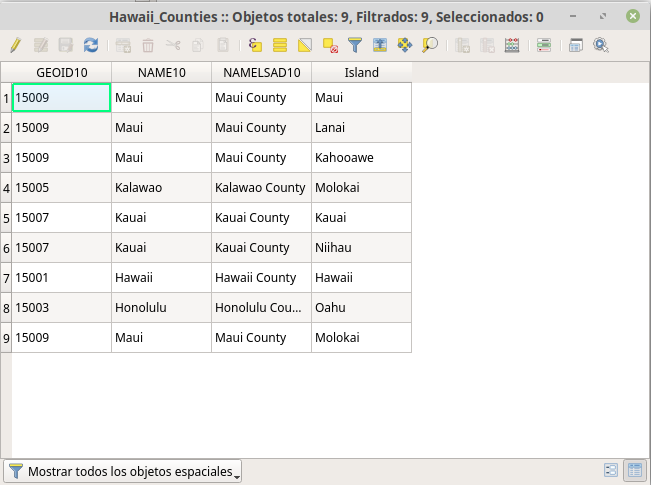 Hawaii_Counties :: Objetos totales: 9, Filtrados: 9, Seleccionados: 0
GEOID10 NAME10 NAMELSAD10 Island
1 15009 Maui Maui County Maui
2 15009 Maui Maui County Lanai
3 15009 Maui Maui County Kahooawe
4 15005 Kalawao Kalawao County Molokai
5 15007 Kauai Kauai County Kauai
6 15007 Kauai Kauai County Niihau
7 15001 Hawaii Hawaii County Hawaii
8 15003 Honolulu Honolulu Cou... Oahu
9 15009 Maui Maui County Molokai
Mostrar todos los objetos espaciales